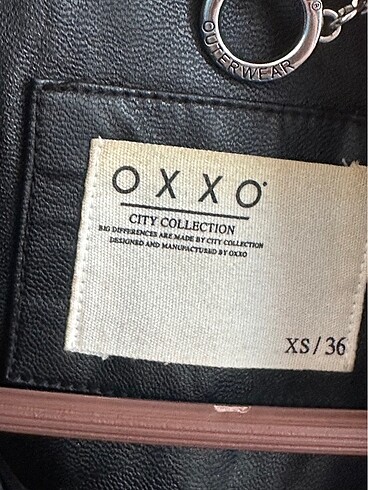 OUTERWEAR
®
OXXO
CITY COLLECTION
BIG DIFFERENCES ARE MADE BY CITY COLLECTION
DESIGNED AND MANUFACTURED BY OXXO
XS/36